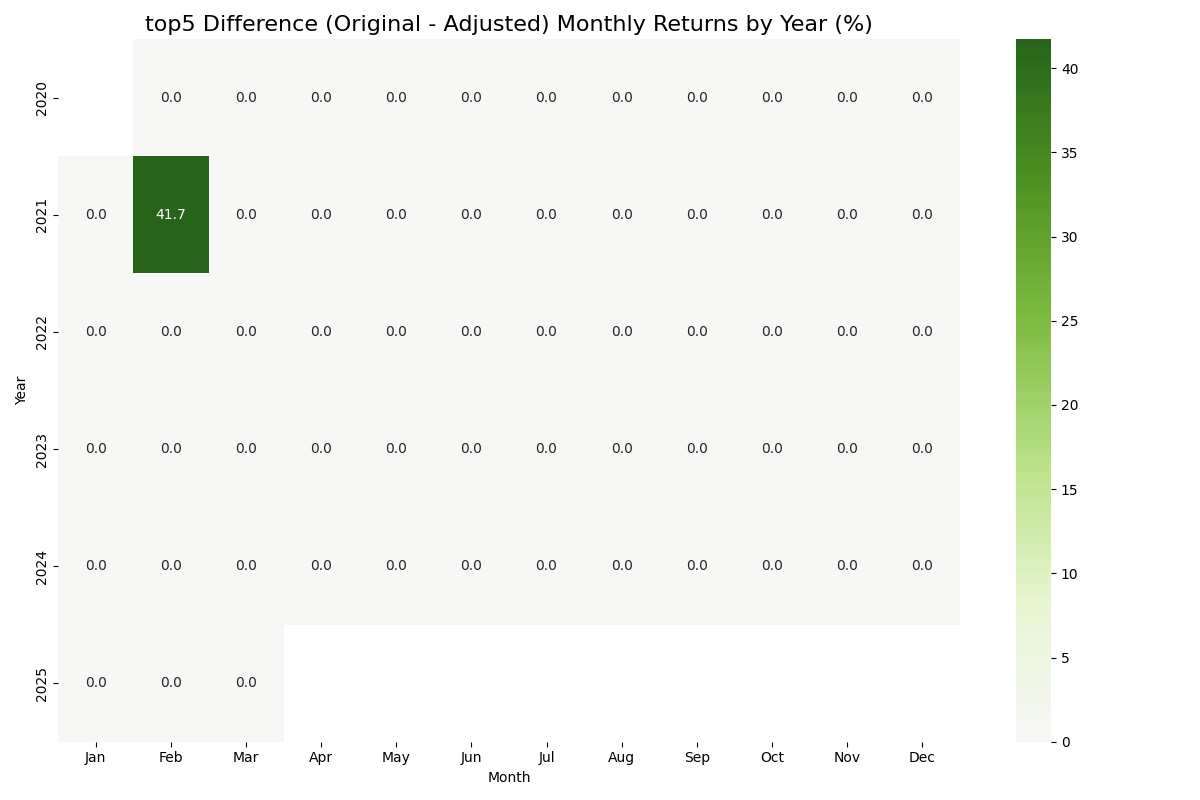 top5 Difference (Original - Adjusted) Monthly Returns by Year (%)
2020 0.0 0.0 0.0 0.0 0.0 0.0 0.0 0.0 0.0 0.0 0.0
2021 0.0 41.7 0.0 0.0 0.0 0.0 0.0 0.0 0.0 0.0 0.0 0.0
2022 0.0 0.0 0.0 0.0 0.0 0.0 0.0 0.0 0.0 0.0 0.0 0.0
2023 0.0 0.0 0.0 0.0 0.0 0.0 0.0 0.0 0.0 0.0 0.0 0.0
2024 0.0 0.0 0.0 0.0 0.0 0.0 0.0 0.0 0.0 0.0 0.0 0.0
2025 0.0 0.0 0.0
Year
Jan Feb Mar Apr May Jun Jul Aug Sep Oct Nov Dec
Month
40
35
30
25
20
15
10
5
0